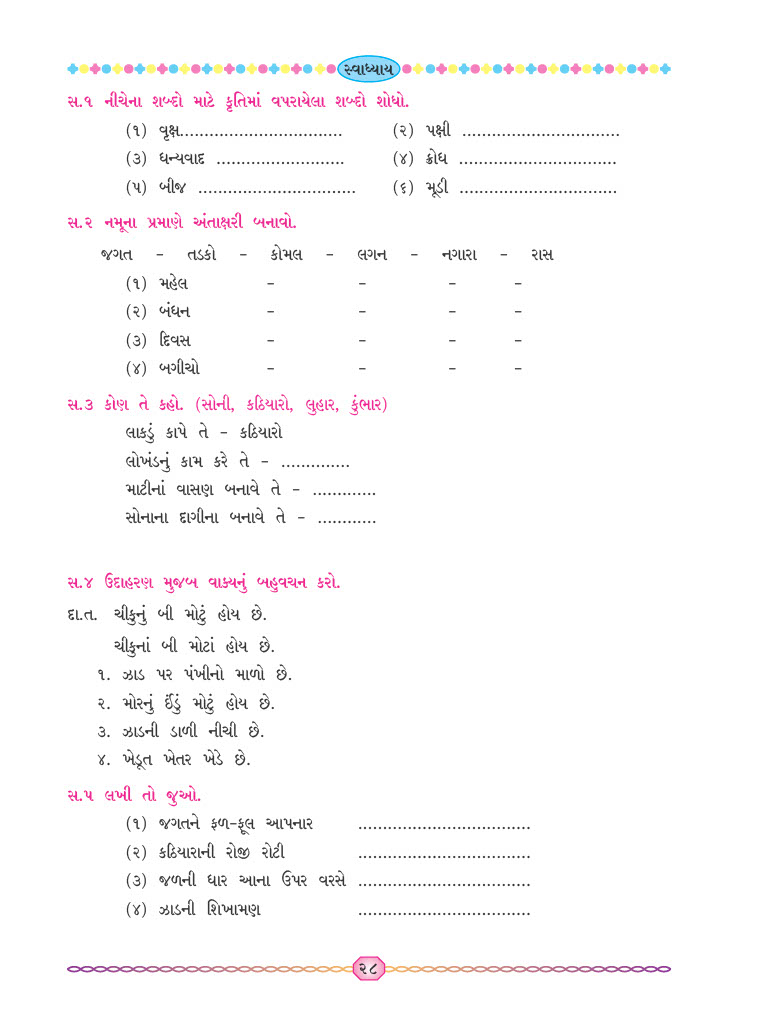 સ્વાધ્યાય
સ.૧ નીચેના શબ્દો માટે કૃતિમાં વપરાયેલા શબ્દો શોધો.
(૧) વૃક્ષ................................. (૨) પક્ષી ................................
(૩) ધન્યવાદ .......................... (૪) ક્રોધ ................................
(૫) બીજ ................................ (૬) મૂડી ................................
સ.૨ નમૂના પ્રમાણે અંતાક્ષરી બનાવો.
જગત – તડકો – કોમલ – લગન – નગારા – રાસ
(૧) મહેલ – – – –
(૨) બંધન – – – –
(૩) દિવસ – – – –
(૪) બગીચો – – – –
સ.૩ કોણ તે કહો. (સોની, કઠિયારો, લુહાર, કુંભાર)
લાકડું કાપે તે – કઠિયારો
લોખંડનું કામ કરે તે – ..............
માટીનાં વાસણ બનાવે તે – .............
સોનાના દાગીના બનાવે તે – ............
સ.૪ ઉદાહરણ મુજબ વાક્યનું બહુવચન કરો.
દા.ત. ચીકુનું બી મોટું હોય છે.
ચીકુનાં બી મોટાં હોય છે.
૧. ઝાડ પર પંખીનો માળો છે.
૨. મોરનું ઈંડું મોટું હોય છે.
૩. ઝાડની ડાળી નીચી છે.
૪. ખેડૂત ખેતર ખેડે છે.
સ.૫ લખી તો જુઓ.
(૧) જગતને ફળ-ફૂલ આપનાર ...................................
(૨) કઠિયારાની રોજી રોટી ...................................
(૩) જળની ધાર આના ઉપર વરસે ...................................
(૪) ઝાડની શિખામણ ...................................
૨૮